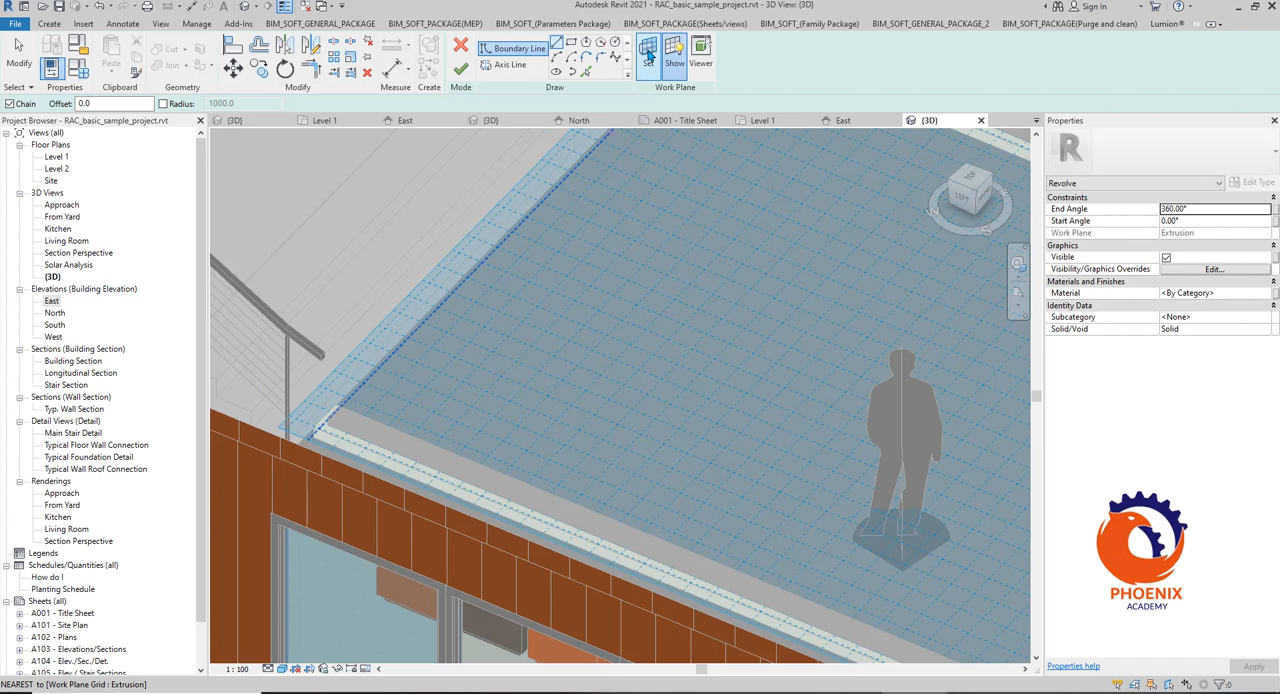 Autodesk Revit 2021 - RAC_basic_sample_project.rvt - 3D View: {3D}
Sign In
File Create Annotate Insert View Manage Add-Ins BIM_SOFT_GENERAL_PACKAGE BIM_SOFT_PACKAGE(MEP) BIM_SOFT_(Parameters Package) BIM_SOFT_PACKAGE(Sheets/views) BIM_SOFT_(Family Package) BIM_SOFT_GENERAL_PACKAGE_2 BIM_SOFT_PACKAGE(Purge and clean) Lumion®
Modify
Paste
Cut
Join
Boundary Line
Axis Line
Set
Show
Viewer
Select Properties Clipboard Geometry Modify Measure Create Mode Draw Work Plane
Chain Offset: 0.0 Radius: 1000.0
Project Browser - RAC_basic_sample_project.rvt
{3D} Level 1 East {3D} North A001 - Title Sheet Level 1 East {3D}
Views (all)
Floor Plans
Level 1
Level 2
Site
3D Views
Approach
From Yard
Kitchen
Living Room
Section Perspective
Solar Analysis
{3D}
Elevations (Building Elevation)
East
North
South
West
Sections (Building Section)
Building Section
Longitudinal Section
Stair Section
Sections (Wall Section)
Typ. Wall Section
Detail Views (Detail)
Main Stair Detail
Typical Floor Wall Connection
Typical Foundation Detail
Typical Wall Roof Connection
Renderings
Approach
From Yard
Kitchen
Living Room
Section Perspective
Legends
Schedules/Quantities (all)
How do I
Planting Schedule
Sheets (all)
A001 - Title Sheet
A101 - Site Plan
A102 - Plans
A103 - Elevations/Sections
A104 - Elev./Sec./Det.
A105 - Elev./ Stair Sections
TOP
LEFT
W
S
Properties
R
Revolve
Edit Type
Constraints
End Angle 360.00°
Start Angle 0.00°
Work Plane Extrusion
Graphics
Visible
Visibility/Graphics Overrides Edit...
Materials and Finishes
Material <By Category>
Identity Data
Subcategory <None>
Solid/Void Solid
PHOENIX
ACADEMY
Properties help
Apply
1 : 100
NEAREST to [Work Plane Grid : Extrusion]
:0